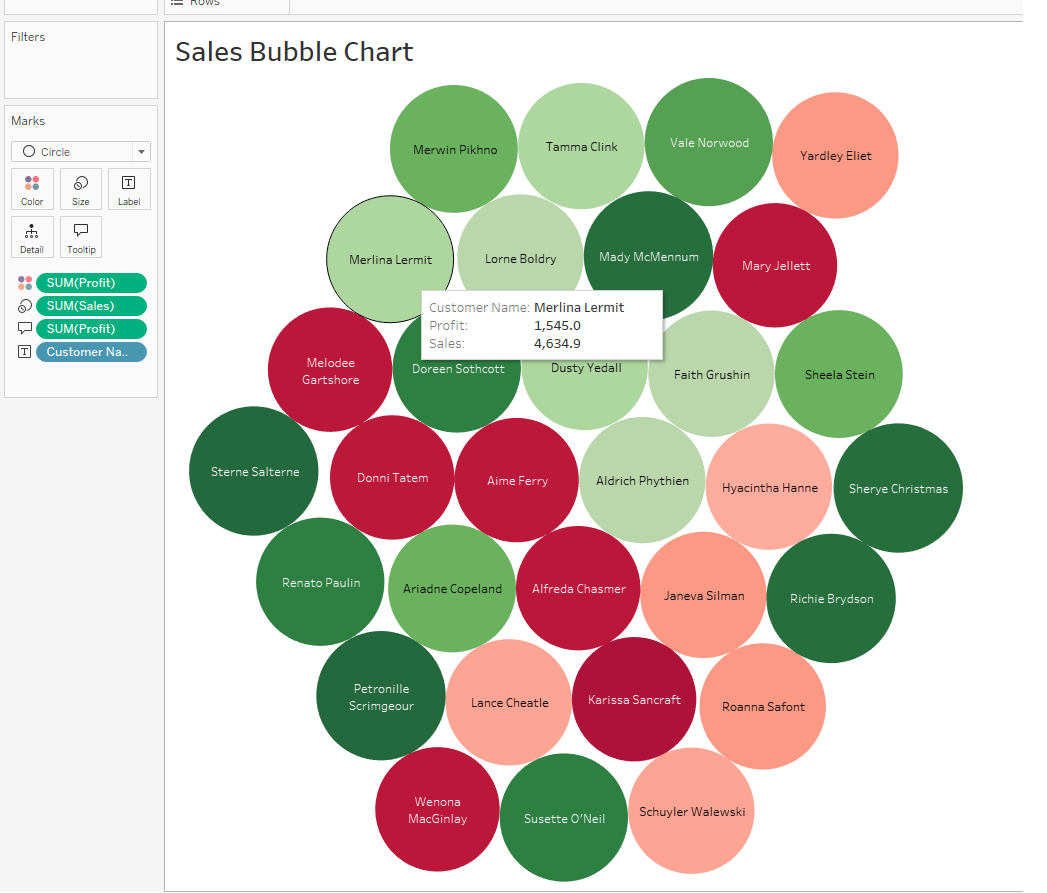 Rows
Filters
Marks
Circle
Color
Size
Label
Detail
Tooltip
SUM(Profit)
SUM(Sales)
SUM(Profit)
Customer Na..
Sales Bubble Chart
Merwin Pikhno
Tamma Clink
Vale Norwood
Yardley Eliet
Merlina Lermit
Lorne Boldry
Mady McMennum
Mary Jellett
Customer Name: Merlina Lermit
Profit: 1,545.0
Sales: 4,634.9
Melodee
Gartshore
Doreen Sothcott
Dusty Yedall
Faith Grushin
Sheela Stein
Sterne Salterne
Donni Tatem
Aime Ferry
Aldrich Phythien
Hyacintha Hanne
Sherye Christmas
Renato Paulin
Ariadne Copeland
Alfreda Chasmer
Janeva Silman
Richie Brydson
Petronille
Scrimgeour
Lance Cheatle
Karissa Sancraft
Roanna Safont
Wenona
MacGinlay
Susette O'Neil
Schuyler Walewski